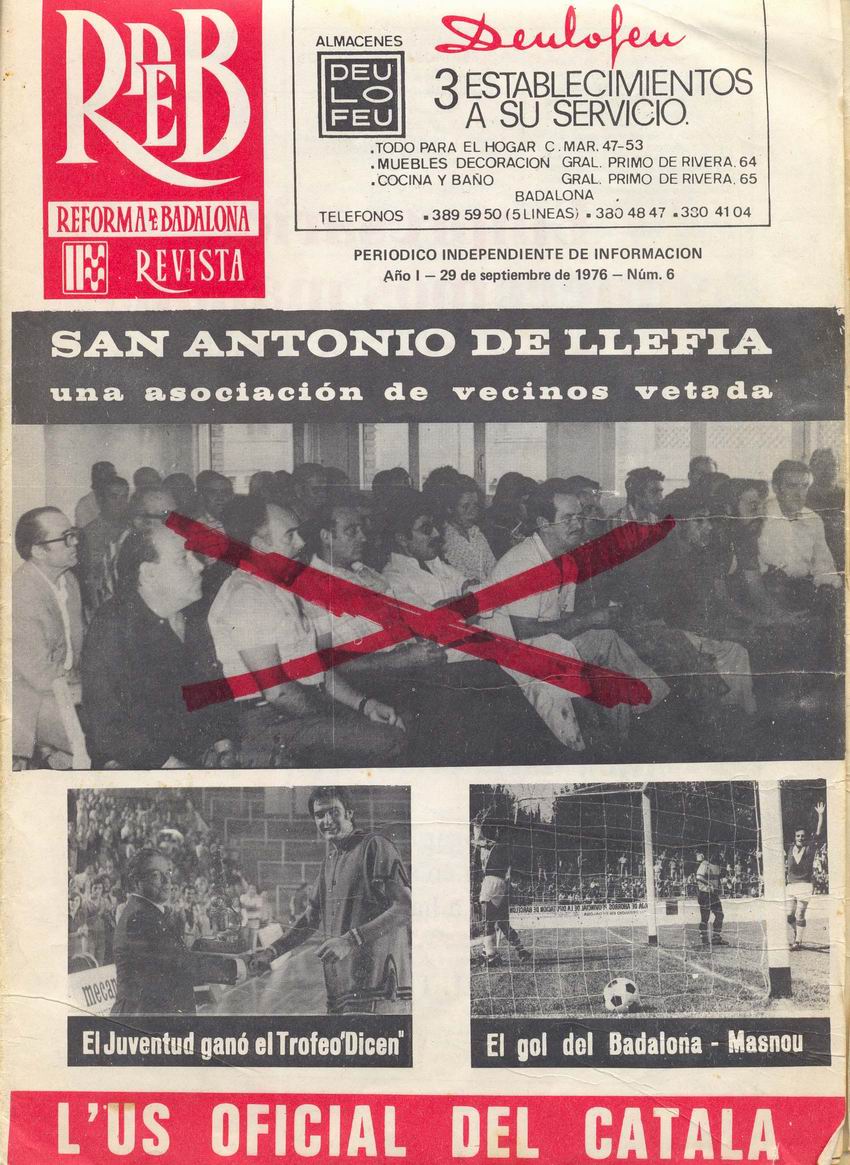 RDEB
REFORMA DE BADALONA
REVISTA
ALMACENES
DEU
LO
FEU
Deulofeu
3 ESTABLECIMIENTOS
A SU SERVICIO.
.TODO PARA EL HOGAR C. MAR. 47-53
.MUEBLES DECORACION GRAL. PRIMO DE RIVERA. 64
.COCINA Y BAÑO GRAL. PRIMO DE RIVERA. 65
BADALONA
TELEFONOS .389 59 50 (5 LINEAS) .380 48 47 .380 41 04
PERIODICO INDEPENDIENTE DE INFORMACION
Año I — 29 de septiembre de 1976 — Núm. 6
SAN ANTONIO DE LLEFIA
una asociación de vecinos vetada
mecan
El Juventud ganó el Trofeo "Dicen"
El gol del Badalona - Masnou
L'US OFICIAL DEL CATALA